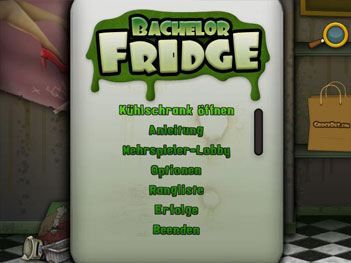 BACHELOR
FRIDGE
Kühlschrank öffnen
Anleitung
Mehrspieler-Lobby
Optionen
Rangliste
Erfolge
Beenden